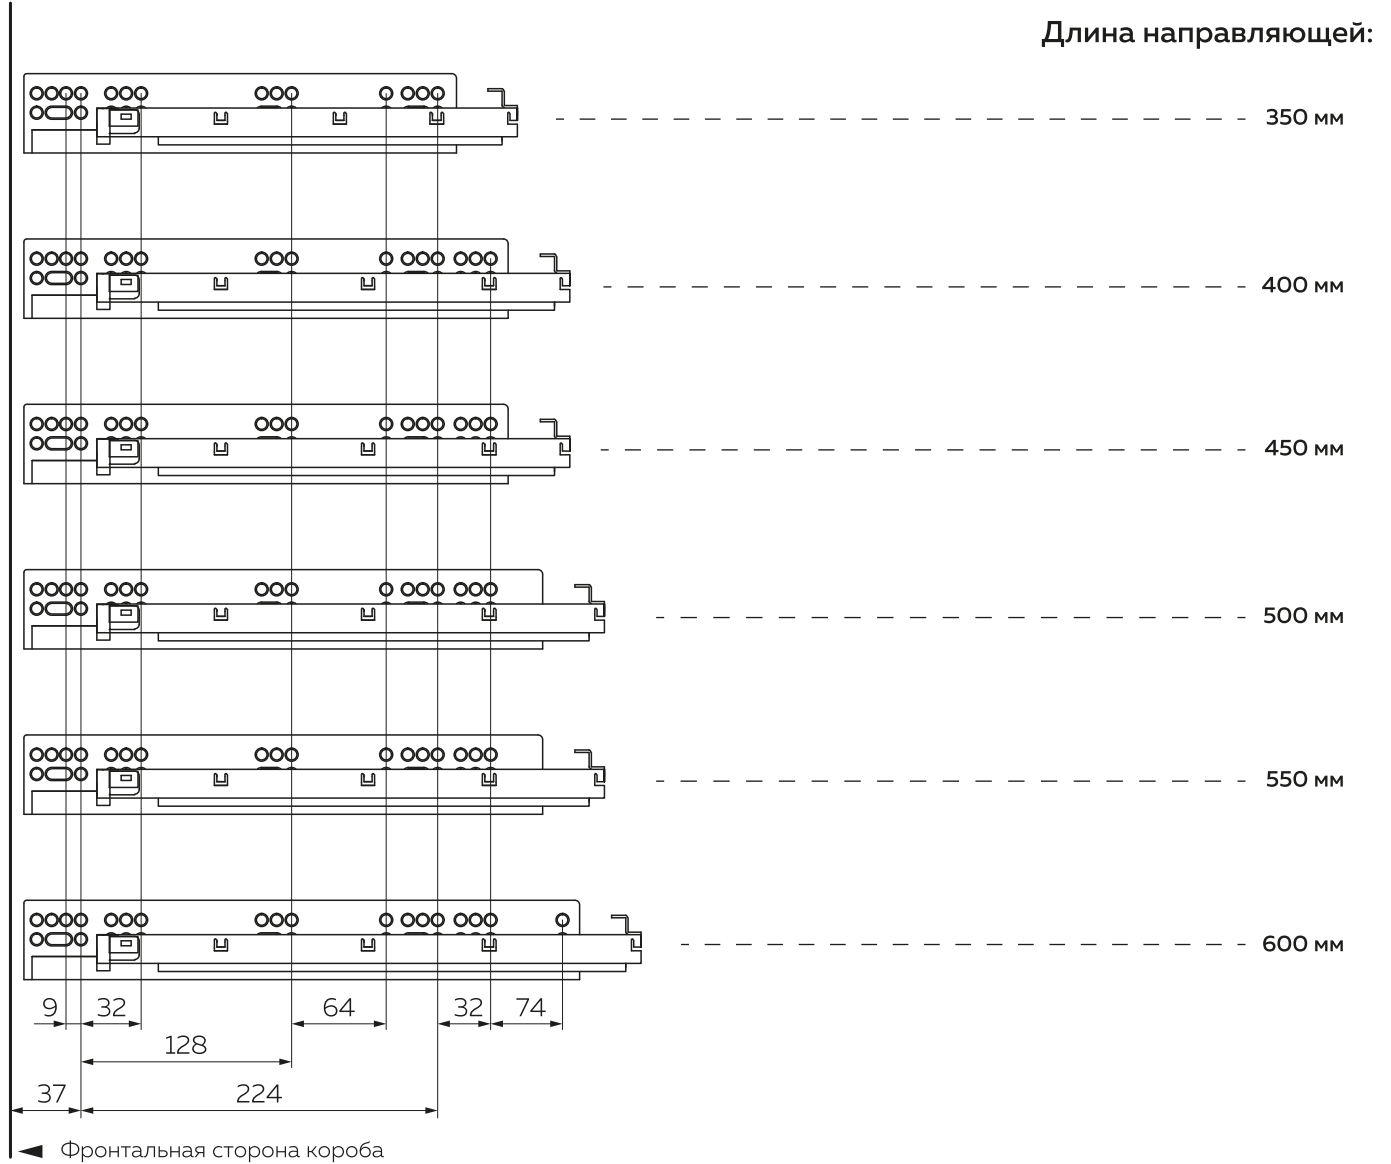 Длина направляющей:
350 мм
400 мм
450 мм
500 мм
550 мм
600 мм
9 32 64 32 74
128
37 224
Фронтальная сторона короба